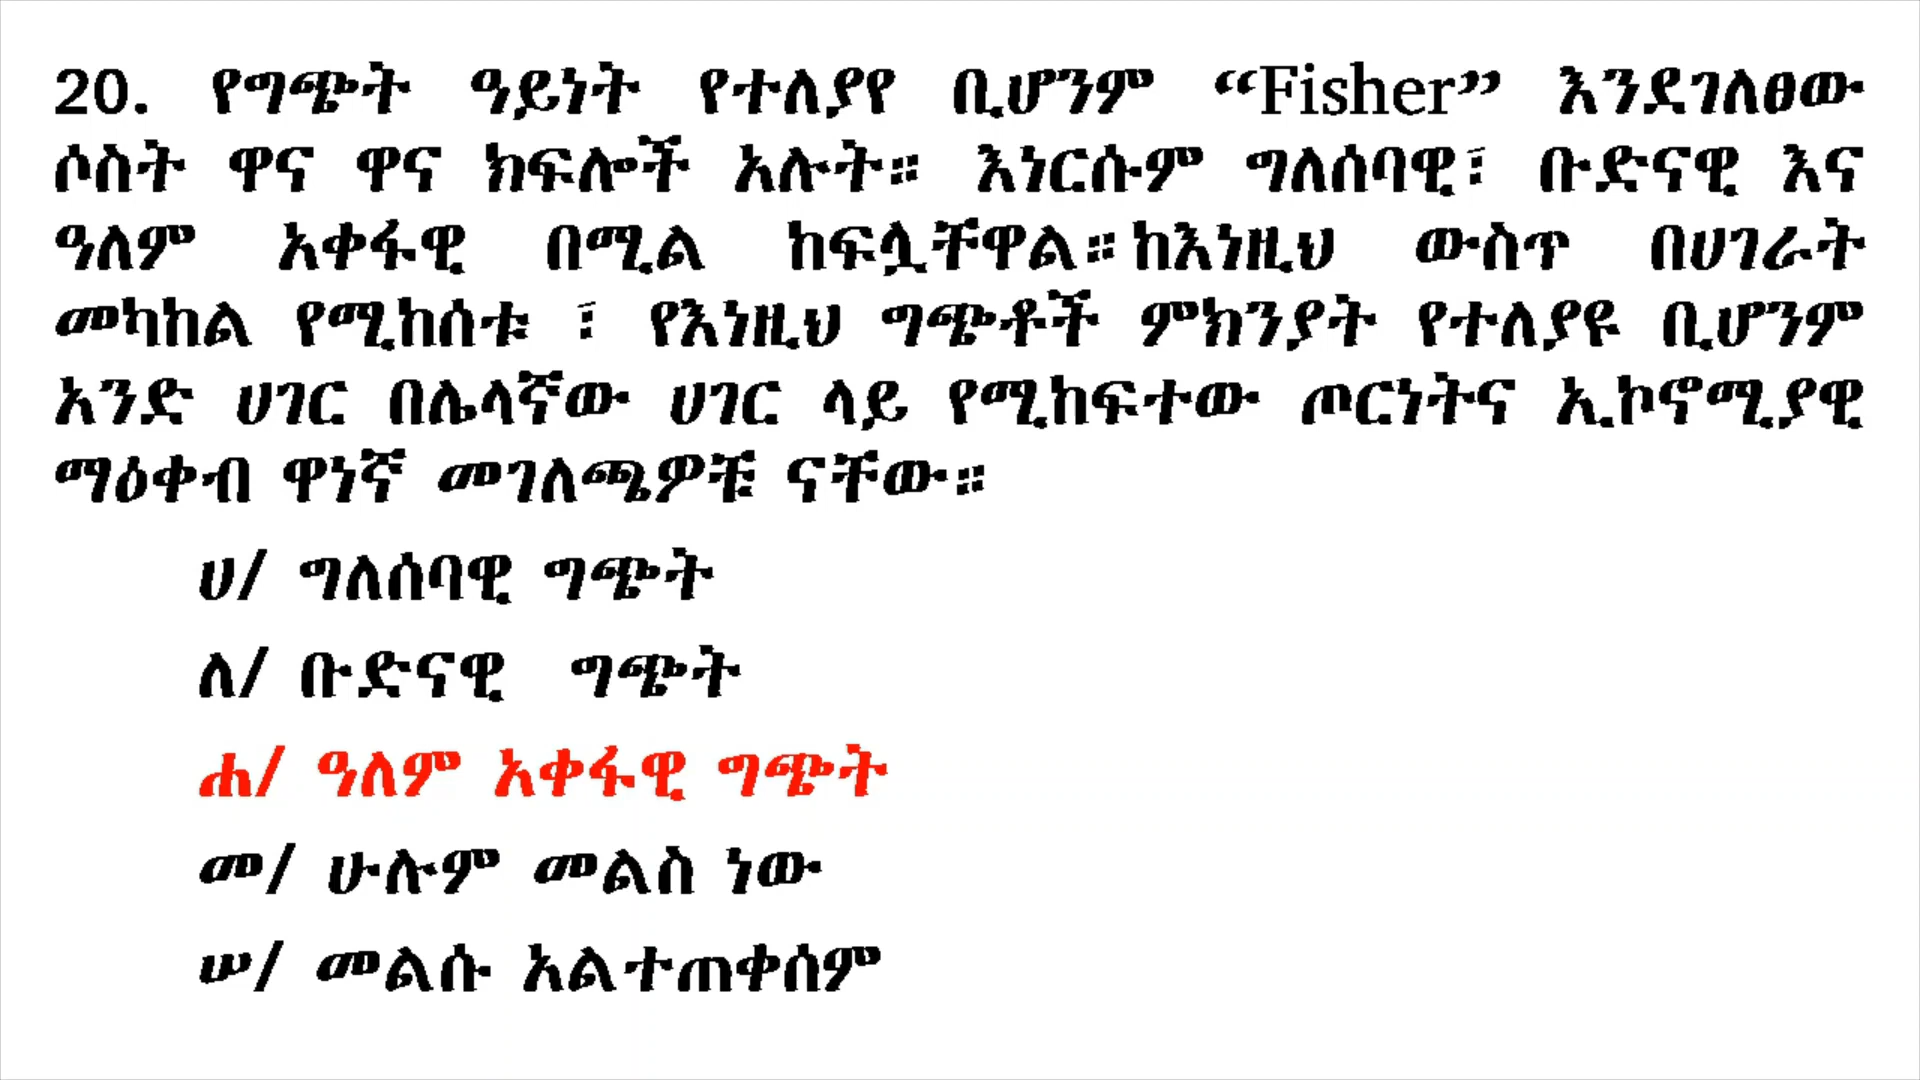 20. የግጭት ዓይነት የተለያየ ቢሆንም “Fisher” እንደገለፀው
ሶስት ዋና ዋና ክፍሎች አሉት። እነርሱም ግለሰባዊ፣ ቡድናዊ እና
ዓለም አቀፋዊ በሚል ከፍሏቸዋል።ከእነዚህ ውስጥ በሀገራት
መካከል የሚከሰቱ ፣ የእነዚህ ግጭቶች ምክንያት የተለያዩ ቢሆንም
አንድ ሀገር በሌላኛው ሀገር ላይ የሚከፍተው ጦርነትና ኢኮኖሚያዊ
ማዕቀብ ዋነኛ መገለጫዎቹ ናቸው።
ሀ/ ግለሰባዊ ግጭት
ለ/ ቡድናዊ ግጭት
ሐ/ ዓለም አቀፋዊ ግጭት
መ/ ሁሉም መልስ ነው
ሠ/ መልሱ አልተጠቀሰም